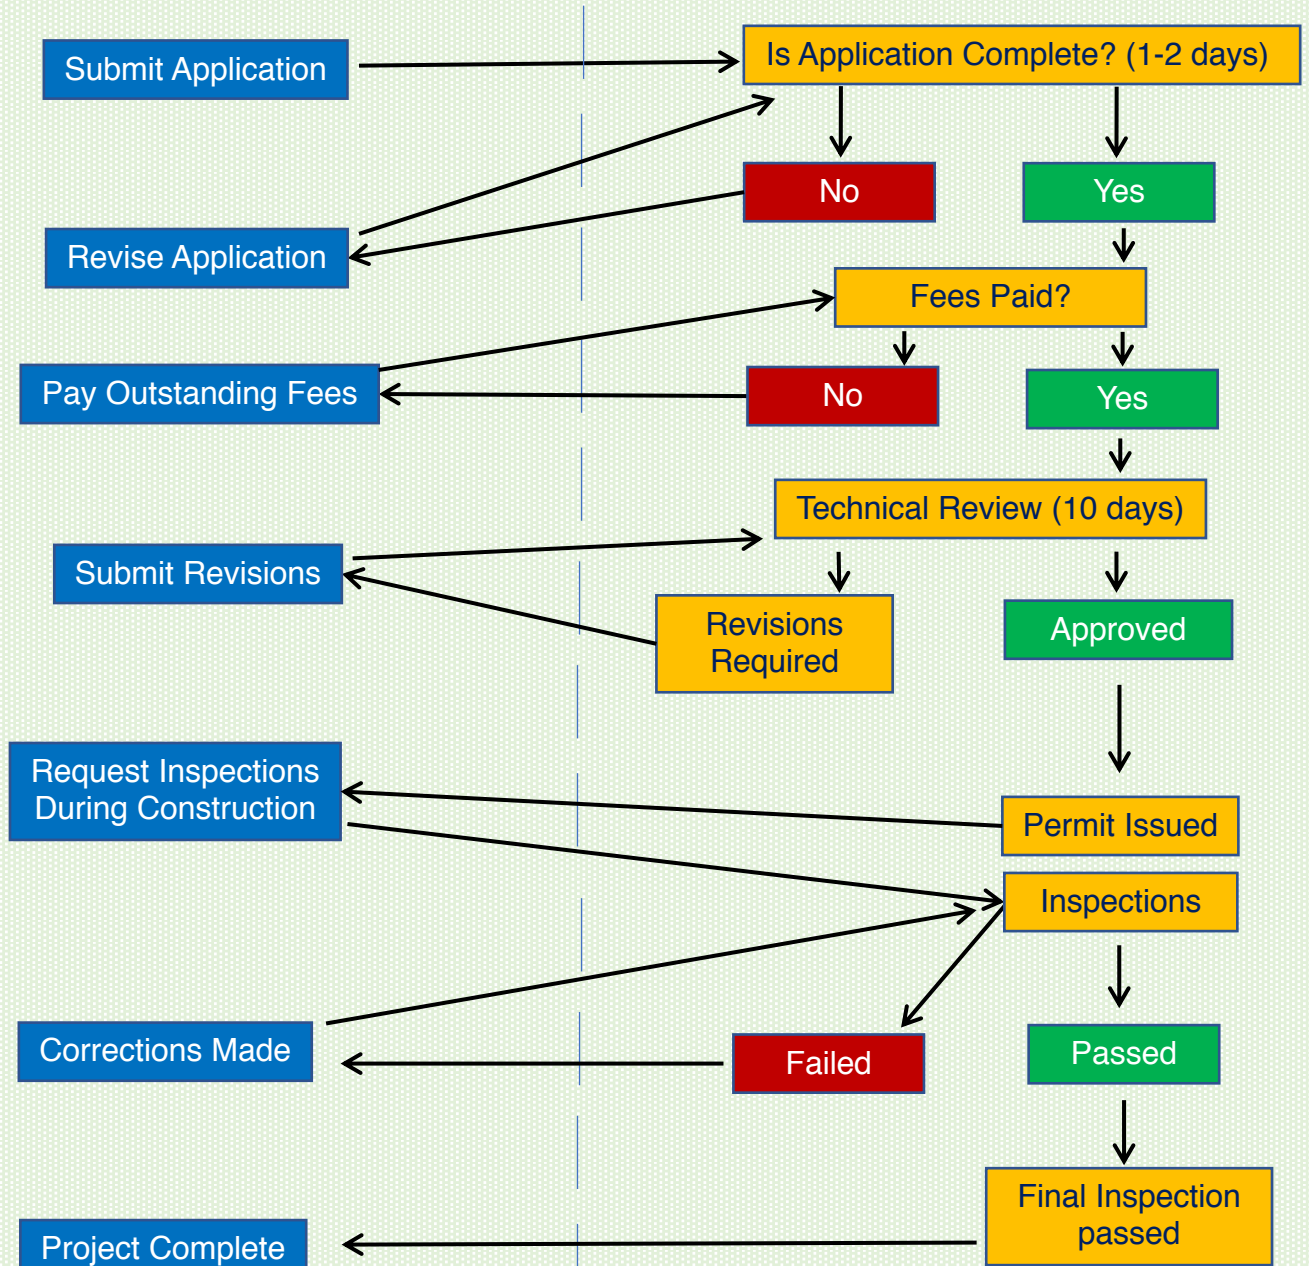 Submit Application
Is Application Complete? (1-2 days)
No
Yes
Revise Application
Fees Paid?
Pay Outstanding Fees
No
Yes
Technical Review (10 days)
Submit Revisions
Revisions
Required
Approved
Request Inspections
During Construction
Permit Issued
Inspections
Corrections Made
Failed
Passed
Final Inspection
passed
Project Complete